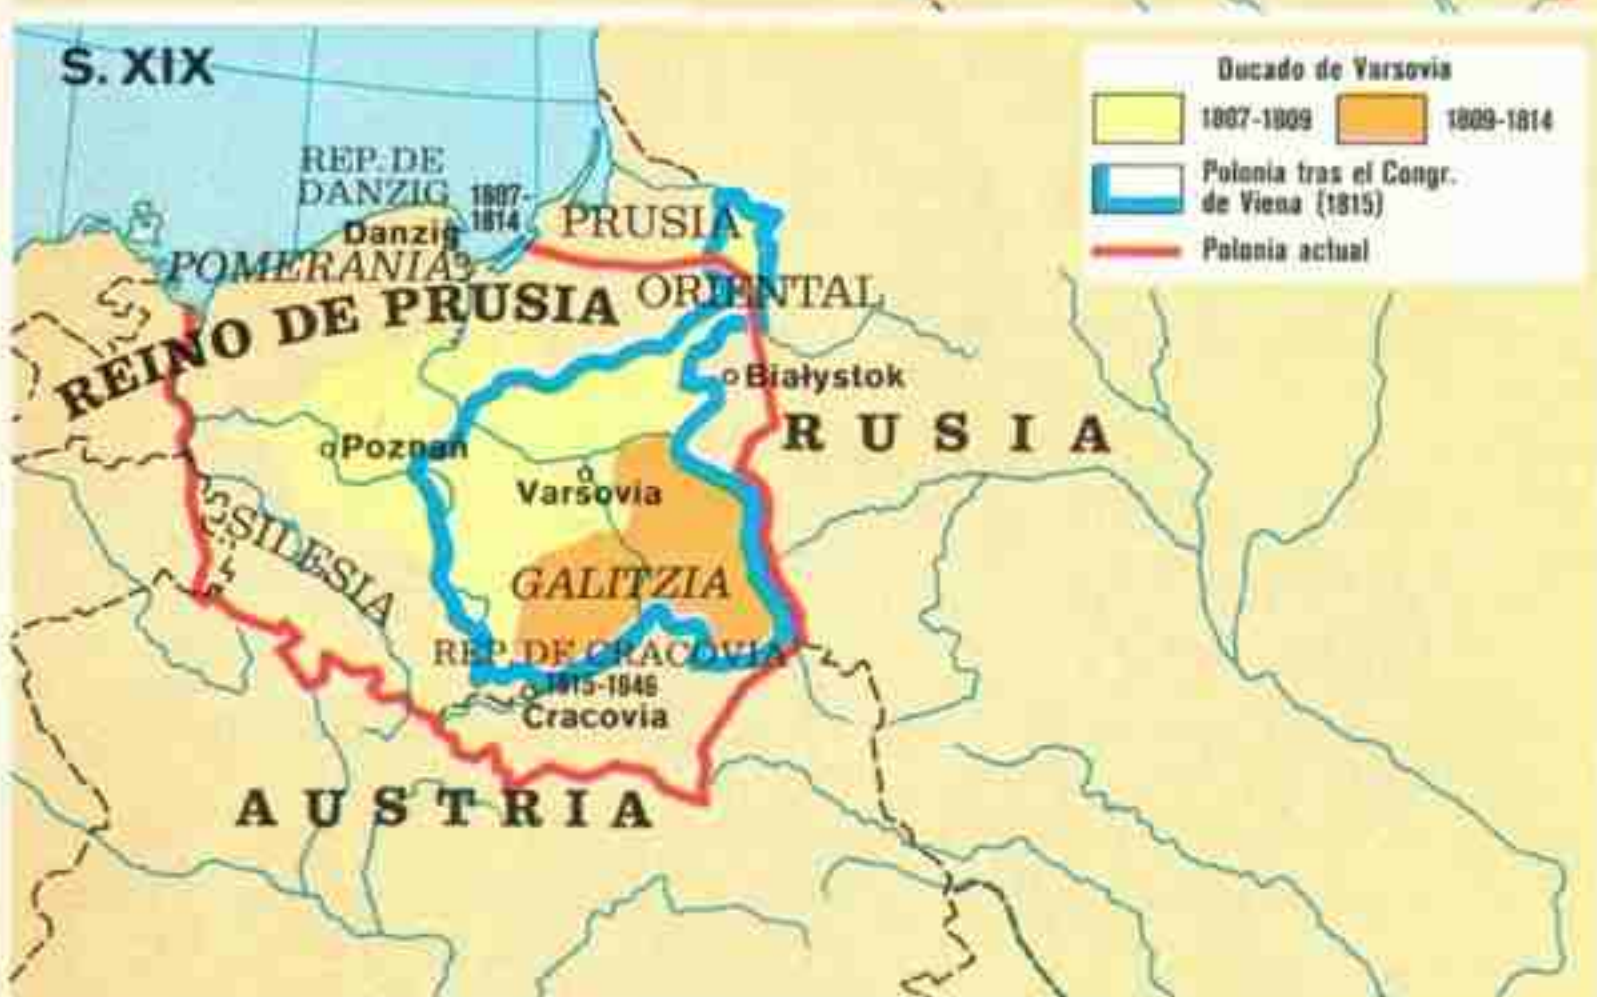 S. XIX
Ducado de Varsovia
1807-1809
1809-1814
Polonia tras el Congr.
de Viena (1815)
Polonia actual
REP. DE
DANZIG
1807-
1814
Danzig
PRUSIA
ORIENTAL
POMERANIA
REINO DE PRUSIA
Białystok
Poznan
RUSIA
Varsovia
SILESIA
GALITZIA
REP. DE CRACOVIA
1815-1846
Cracovia
AUSTRIA